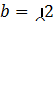 b = 2